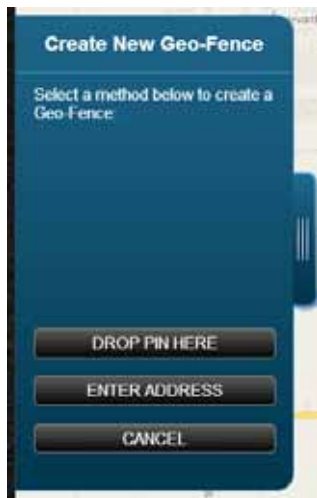 Create New Geo-Fence
Select a method below to create a
Geo-Fence:
DROP PIN HERE
ENTER ADDRESS
CANCEL